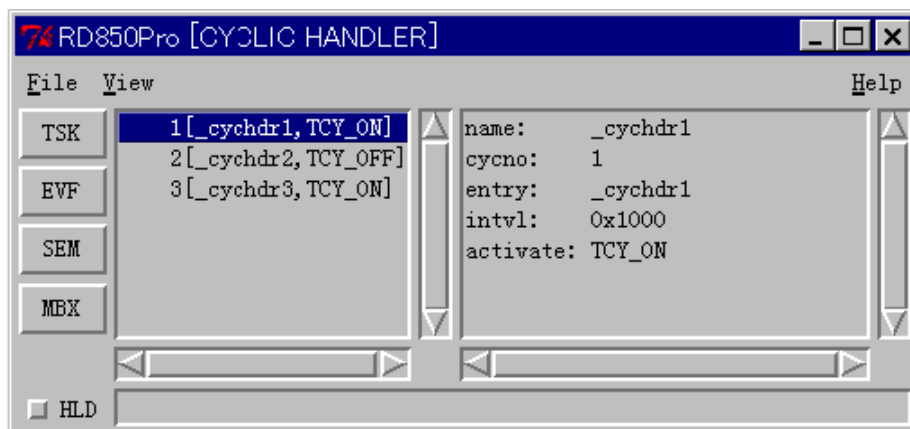 RD850Pro [CYCLIC HANDLER]
File View Help
TSK
EVF
SEM
MBX
1[_cychdr1,TCY_ON]
2[_cychdr2,TCY_OFF]
3[_cychdr3,TCY_ON]
name: _cychdr1
cycno: 1
entry: _cychdr1
intvl: 0x1000
activate: TCY_ON
HLD